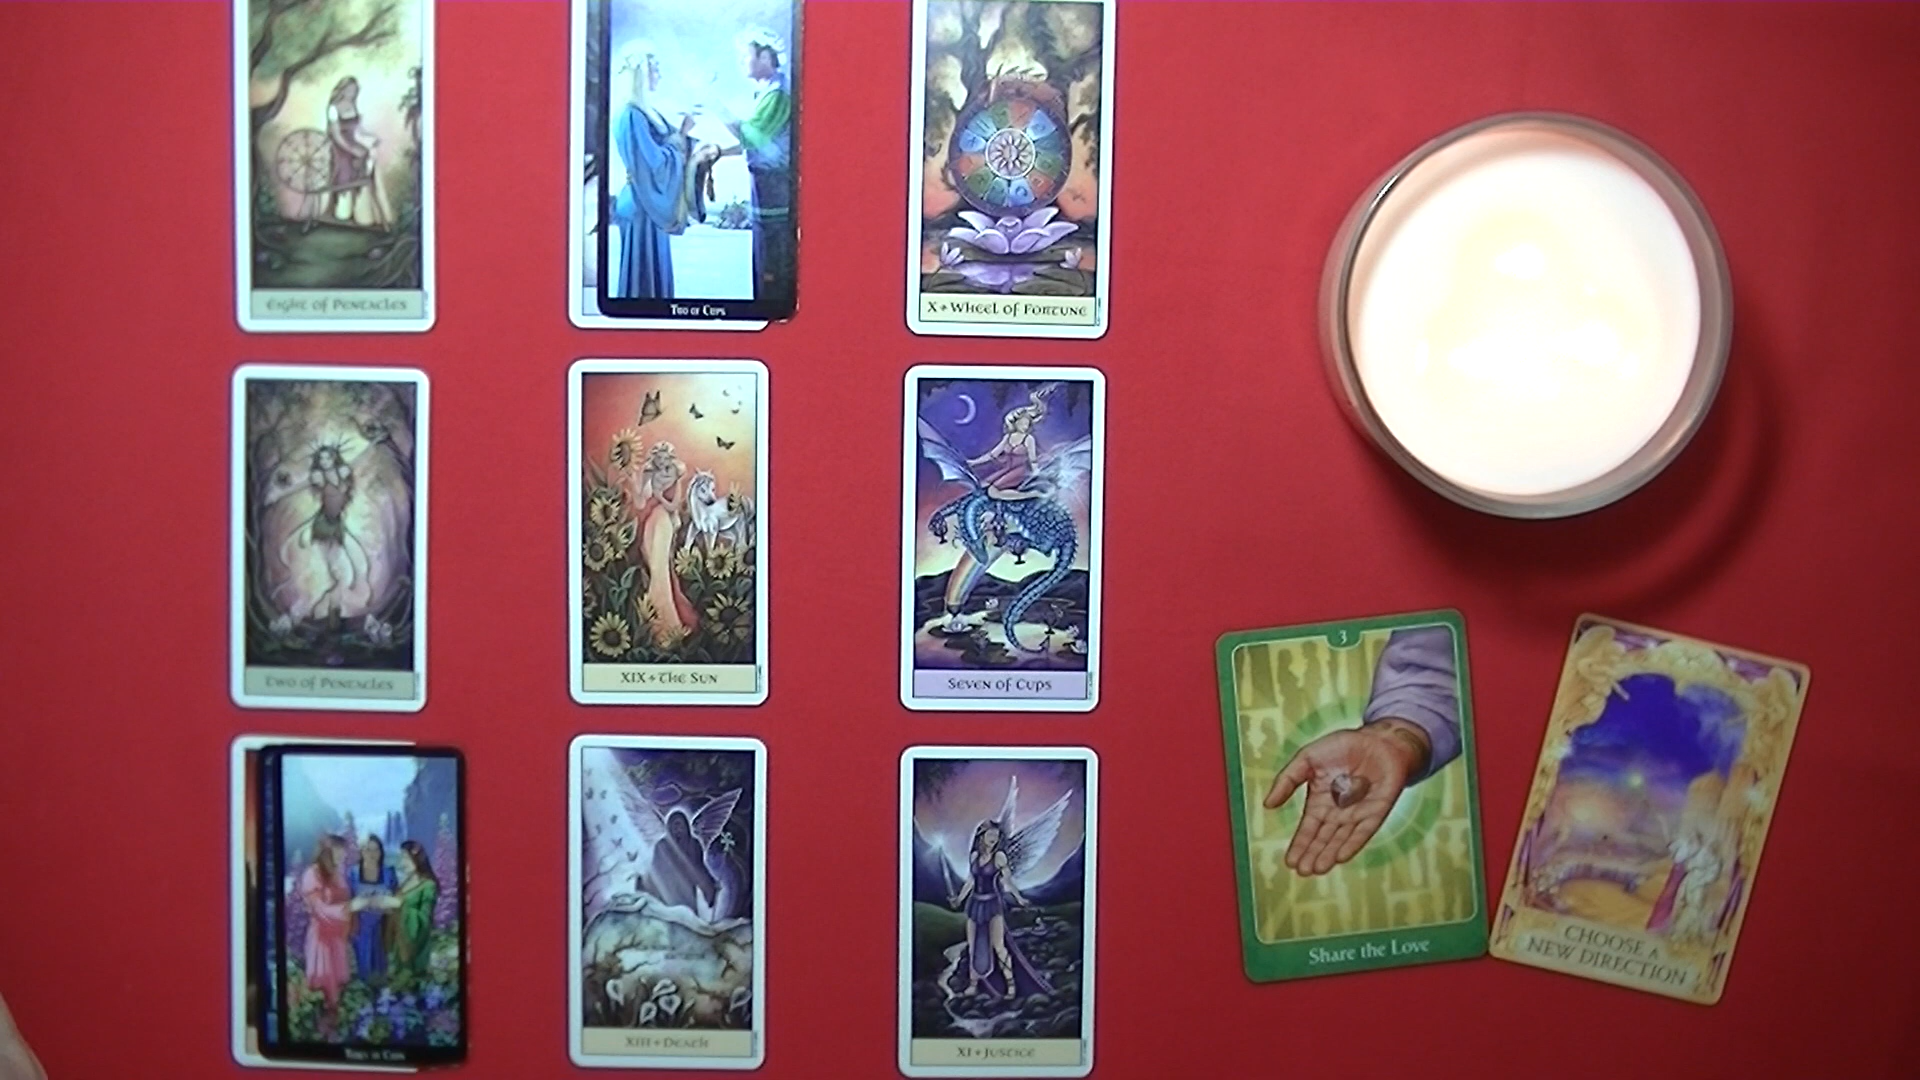 Eight of Pentacles
Two of Cups
X + Wheel of Fortune
Two of Pentacles
XIX + The Sun
Seven of Cups
Three of Cups
XIII + Death
XI + Justice
3
Share the Love
CHOOSE A
NEW DIRECTION